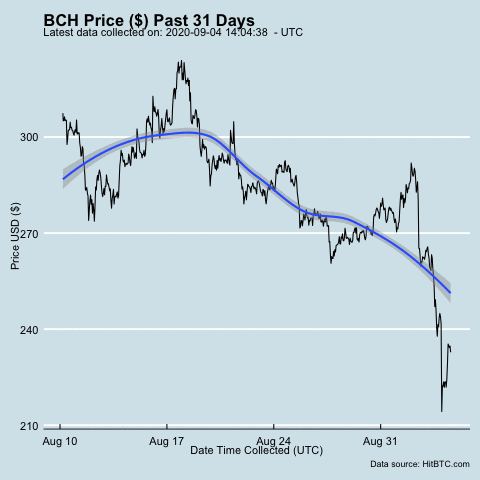 BCH Price ($) Past 31 Days
Latest data collected on: 2020-09-04 14:04:38 - UTC
Price USD ($)
300
270
240
210
Aug 10 Aug 17 Aug 24 Aug 31
Date Time Collected (UTC)
Data source: HitBTC.com